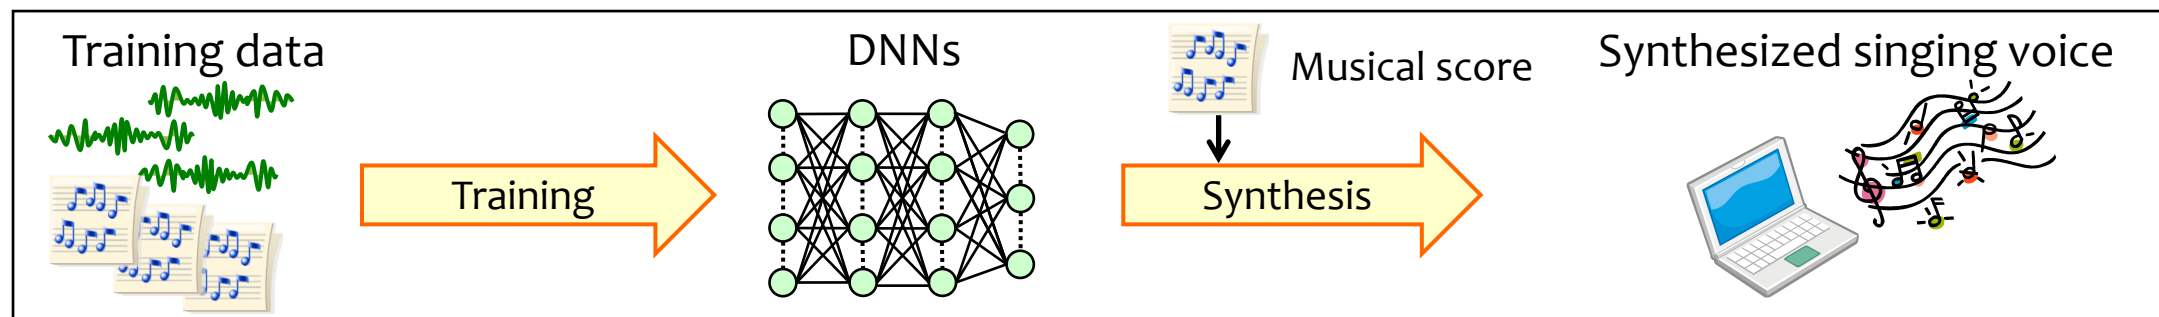 Training data
Training
DNNs
Musical score
Synthesis
Synthesized singing voice